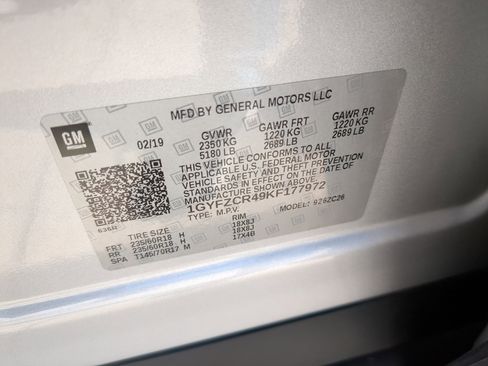 MFD BY GENERAL MOTORS LLC
GM
02/19 GVWR GAWR FRT GAWR RR
2350 KG 1220 KG 1220 KG
5180 LB 2689 LB 2689 LB
THIS VEHICLE CONFORMS TO ALL
APPLICABLE U.S. FEDERAL MOTOR
VEHICLE SAFETY AND THEFT PREVENTION
STANDARDS IN EFFECT ON THE DATE OF
MANUFACTURE SHOWN ABOVE.
1GYFZCR49KF177972
TYPE: M.P.V. MODEL: 926ZC26
636R
TIRE SIZE RIM
FRT 235/60R18 H 18X8J
RR 235/60R18 H 18X8J
SPA T145/70R17 M 17X4B